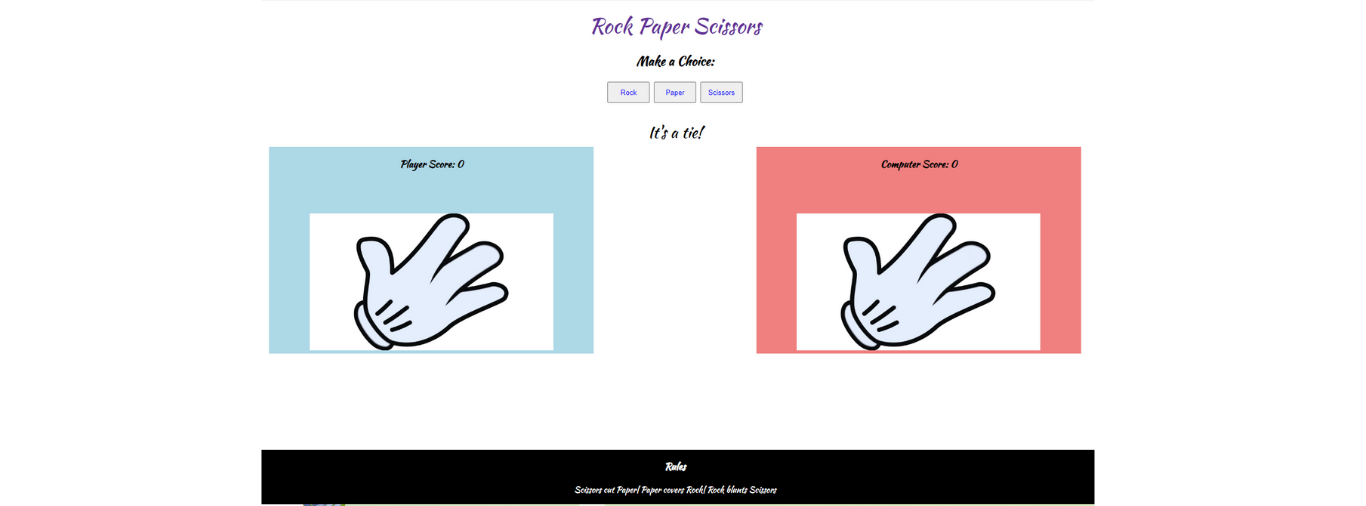 Rock Paper Scissors
Make a Choice:
Rock Paper Scissors
It's a tie!
Player Score: 0
Computer Score: 0
Rules
Scissors cut Paper| Paper covers Rock| Rock blunts Scissors